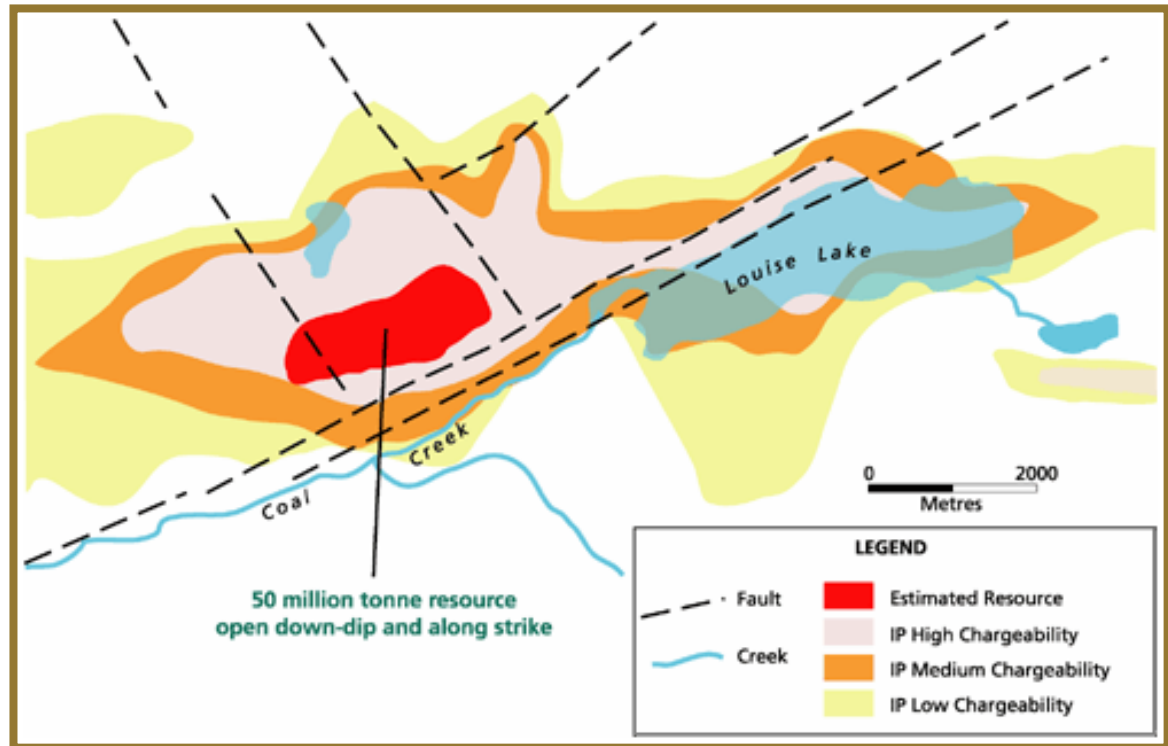 Louise Lake
Coal Creek
0 2000
Metres
50 million tonne resource
open down-dip and along strike
LEGEND
Fault
Creek
Estimated Resource
IP High Chargeability
IP Medium Chargeability
IP Low Chargeability